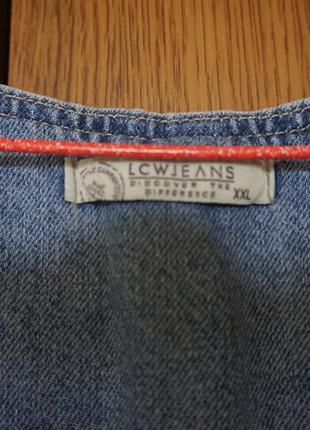 LCWJEANS
DISCOVER THE
DIFFERENCE
XXL